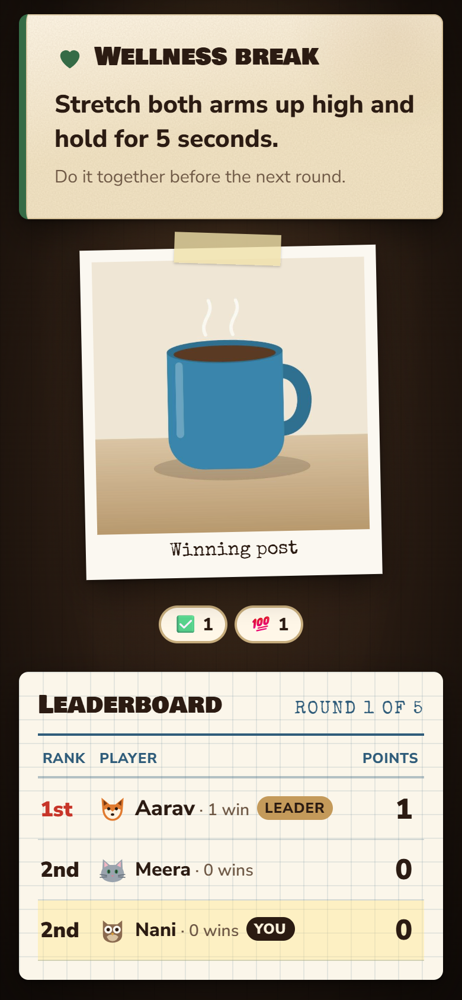 Wellness break
Stretch both arms up high and
hold for 5 seconds.
Do it together before the next round.
Winning post
✅ 1
💯 1
Leaderboard
ROUND 1 OF 5
RANK PLAYER POINTS
1st Aarav · 1 win LEADER 1
2nd Meera · 0 wins 0
2nd Nani · 0 wins YOU 0